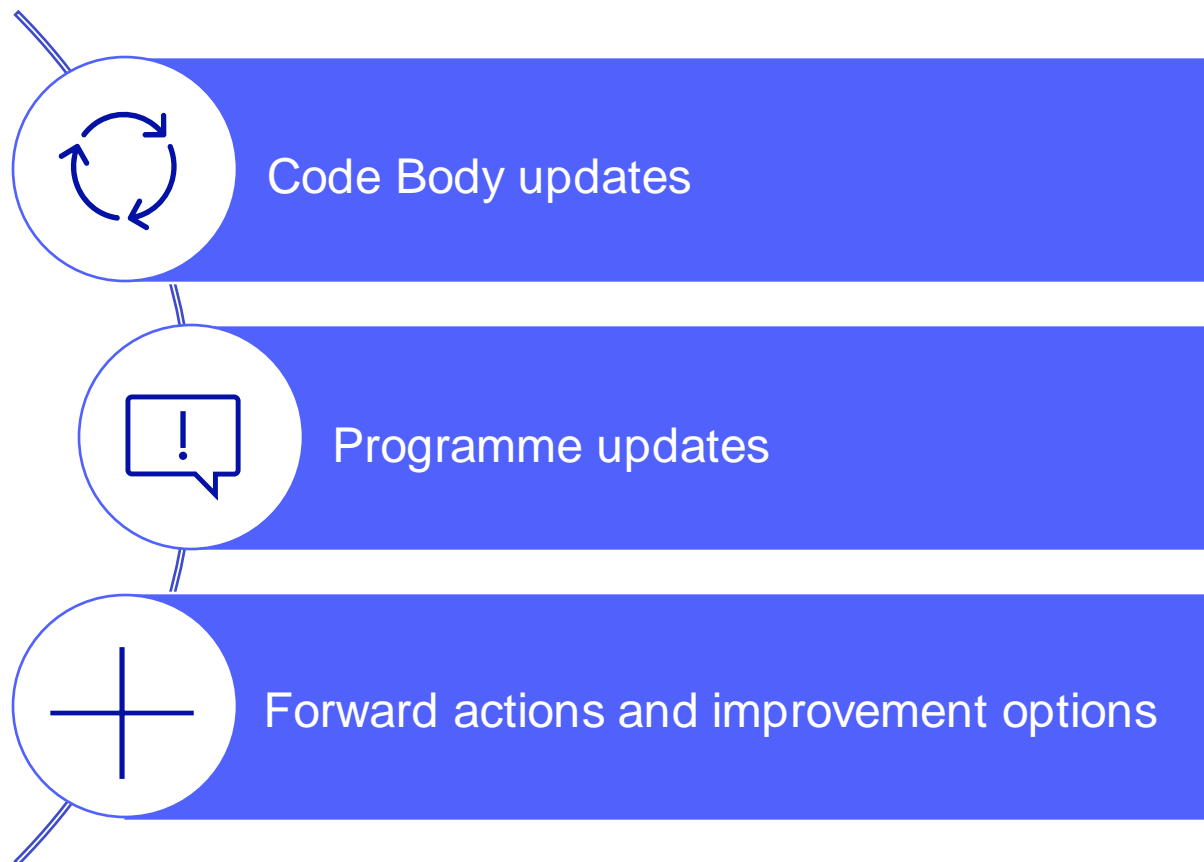 Code Body updates
Programme updates
Forward actions and improvement options